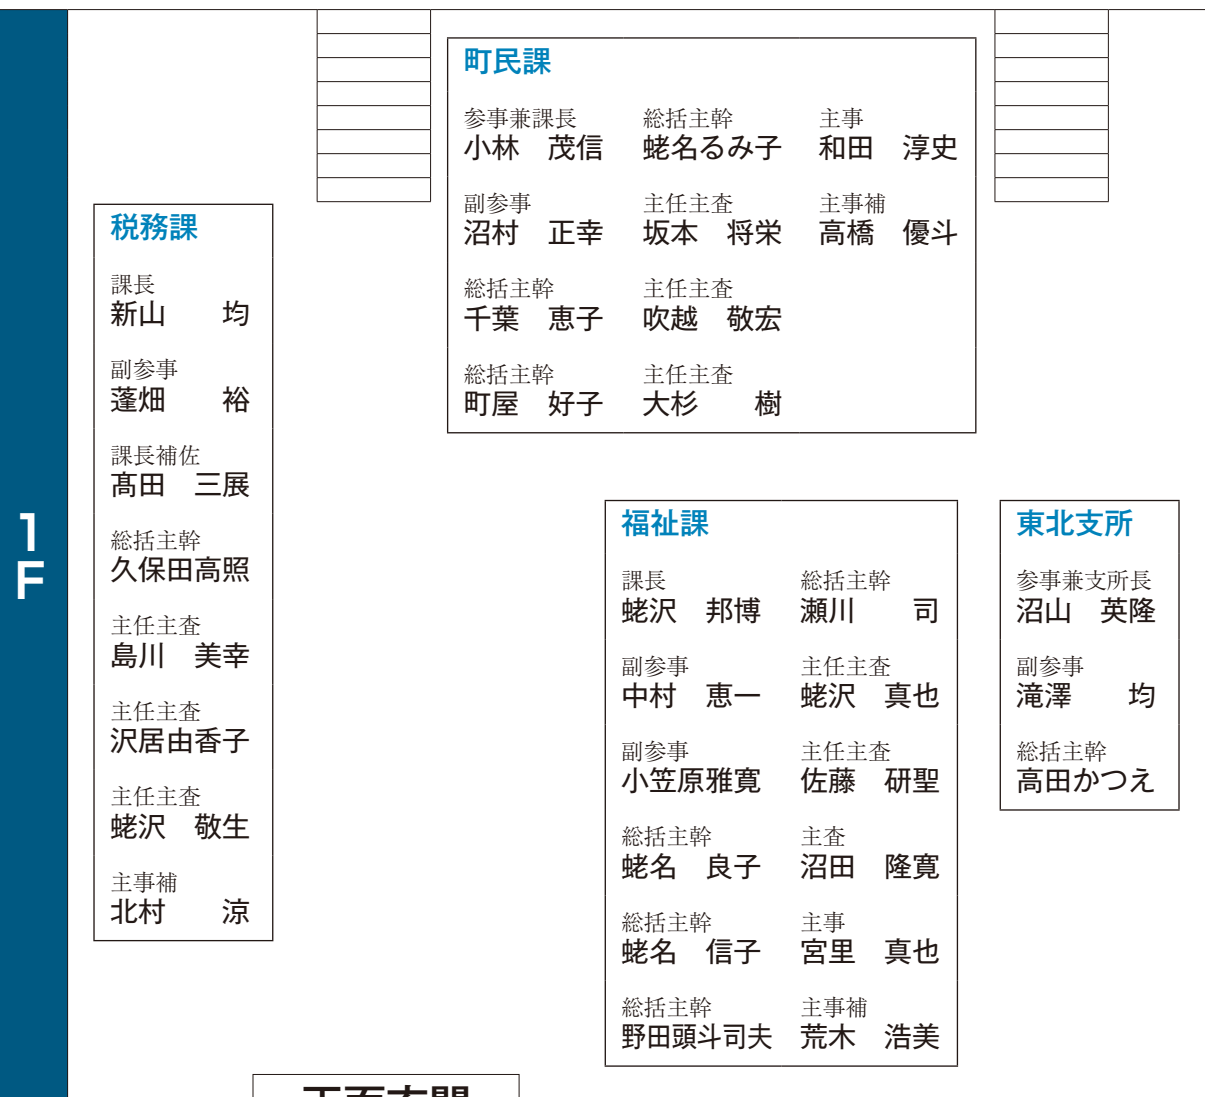 1F
町民課
参事兼課長　総括主幹　主事
小林　茂信　蛯名るみ子　和田　淳史
副参事　主任主査　主事補
沼村　正幸　坂本　将栄　高橋　優斗
総括主幹　主任主査
千葉　恵子　吹越　敬宏
総括主幹　主任主査
町屋　好子　大杉　　樹
税務課
課長
新山　　均
副参事
蓬畑　　裕
課長補佐
髙田　三展
総括主幹
久保田高照
主任主査
島川　美幸
主任主査
沢居由香子
主任主査
蛯沢　敬生
主事補
北村　　涼
福祉課
課長　総括主幹
蛯沢　邦博　瀬川　　司
副参事　主任主査
中村　恵一　蛯沢　真也
副参事　主任主査
小笠原雅寛　佐藤　研聖
総括主幹　主査
蛯名　良子　沼田　隆寛
総括主幹　主事
蛯名　信子　宮里　真也
総括主幹　主事補
野田頭斗司夫　荒木　浩美
東北支所
参事兼支所長
沼山　英隆
副参事
滝澤　　均
総括主幹
高田かつえ
正面玄関